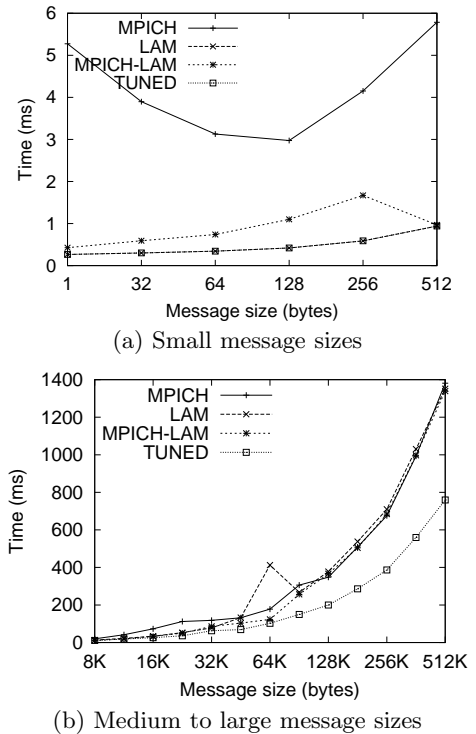 6
5
4
3
2
1
0
Time (ms)
MPICH
LAM
MPICH-LAM
TUNED
1 32 64 128 256 512
Message size (bytes)
(a) Small message sizes
1400
1200
1000
800
600
400
200
0
Time (ms)
MPICH
LAM
MPICH-LAM
TUNED
8K 16K 32K 64K 128K 256K 512K
Message size (bytes)
(b) Medium to large message sizes